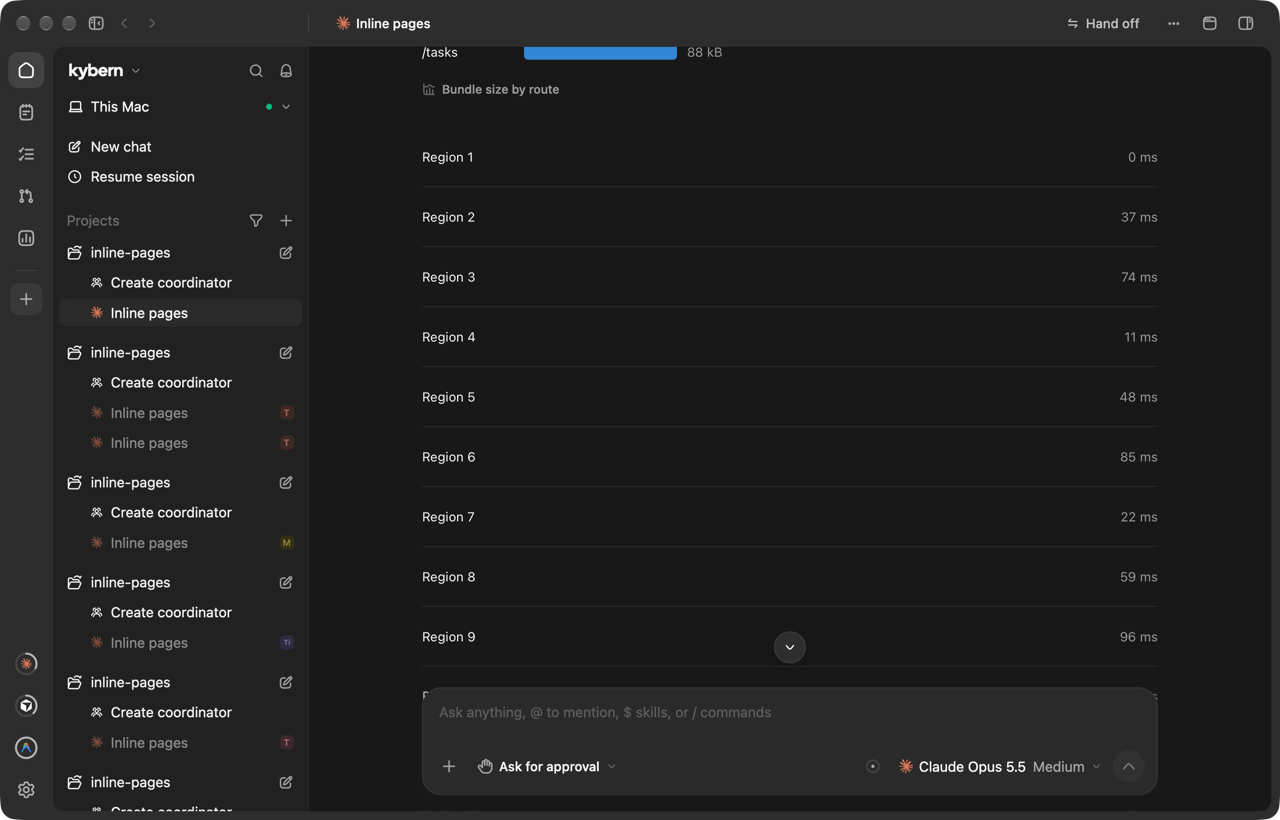 Inline pages
Hand off
kybern
This Mac
New chat
Resume session
Projects
inline-pages
Create coordinator
Inline pages
inline-pages
Create coordinator
Inline pages T
Inline pages T
inline-pages
Create coordinator
Inline pages M
inline-pages
Create coordinator
Inline pages Ti
inline-pages
Create coordinator
Inline pages T
inline-pages
Create coordinator
/tasks 88 kB
Bundle size by route
Region 1 0 ms
Region 2 37 ms
Region 3 74 ms
Region 4 11 ms
Region 5 48 ms
Region 6 85 ms
Region 7 22 ms
Region 8 59 ms
Region 9 96 ms
Ask anything, @ to mention, $ skills, or / commands
Ask for approval
Claude Opus 5.5 Medium